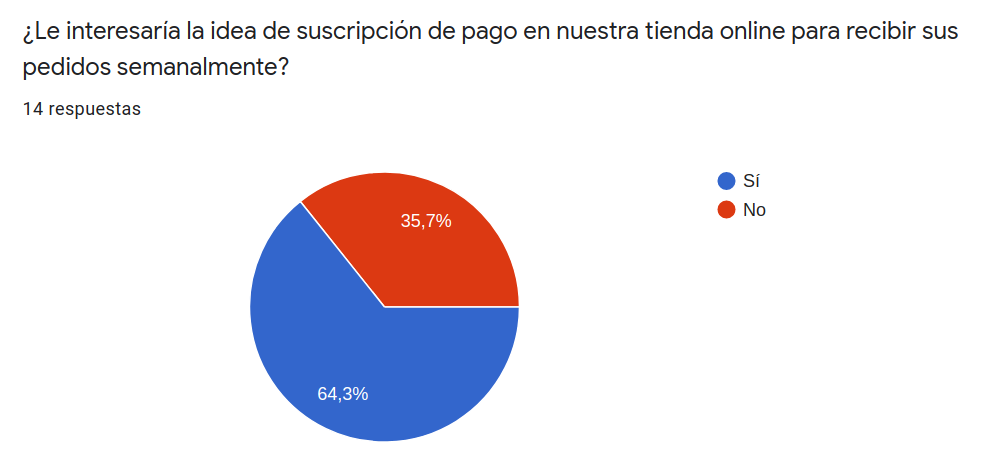 ¿Le interesaría la idea de suscripción de pago en nuestra tienda online para recibir sus
pedidos semanalmente?
14 respuestas
Sí
No
35,7%
64,3%